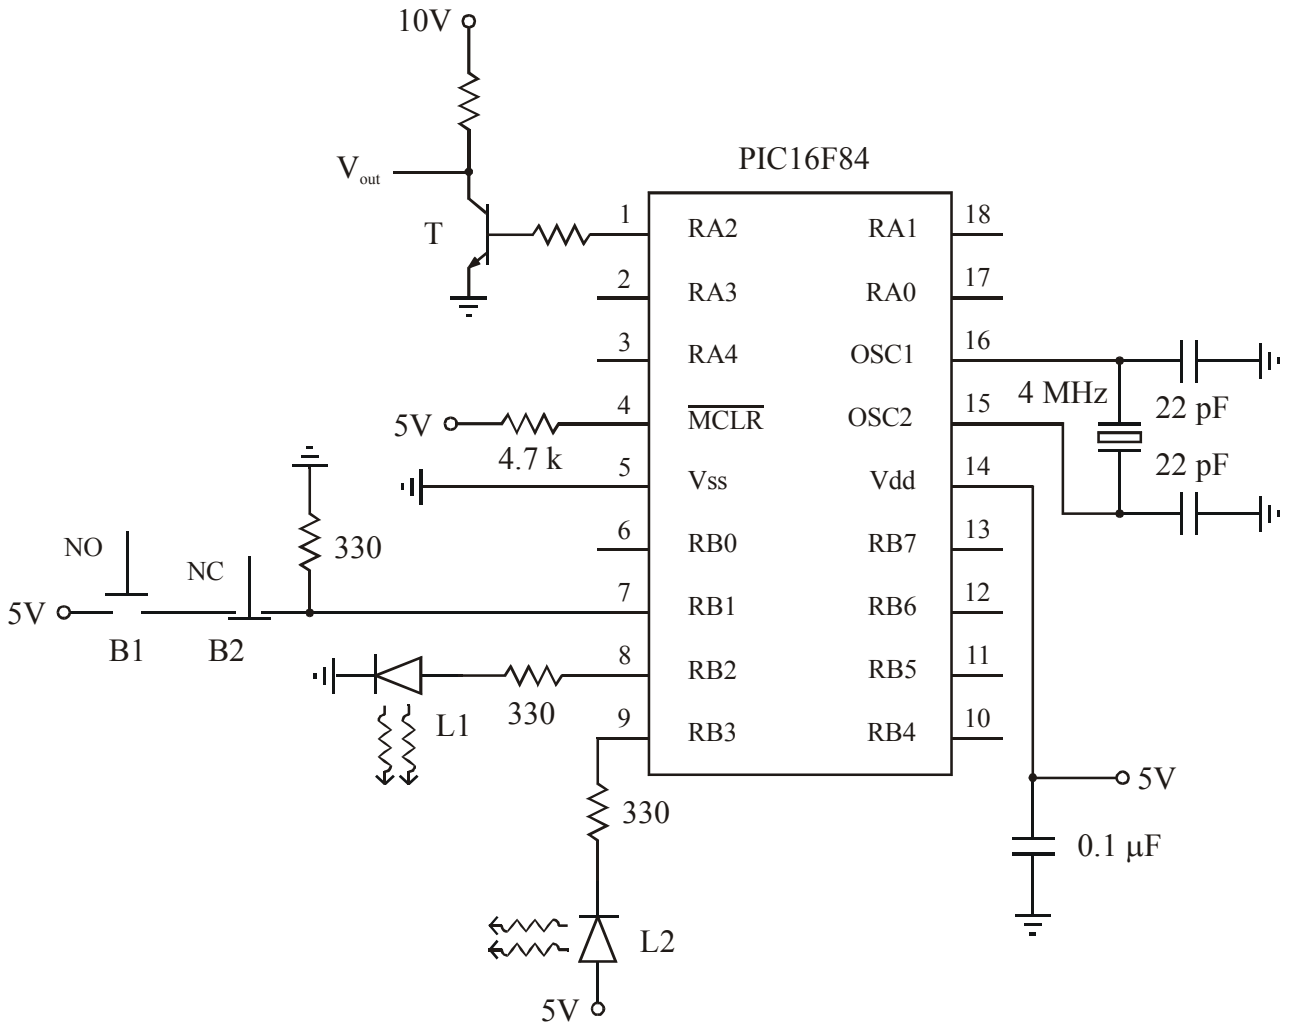 10V
PIC16F84
Vout
T
1
RA2
RA1
18
2
RA3
RA0
17
3
RA4
OSC1
16
4 MHz
22 pF
5V
4.7 k
4
MCLR
OSC2
15
22 pF
5
Vss
Vdd
14
330
6
RB0
RB7
13
NO
NC
5V
B1
B2
7
RB1
RB6
12
8
RB2
RB5
11
L1
330
9
RB3
RB4
10
5V
330
0.1 μF
L2
5V